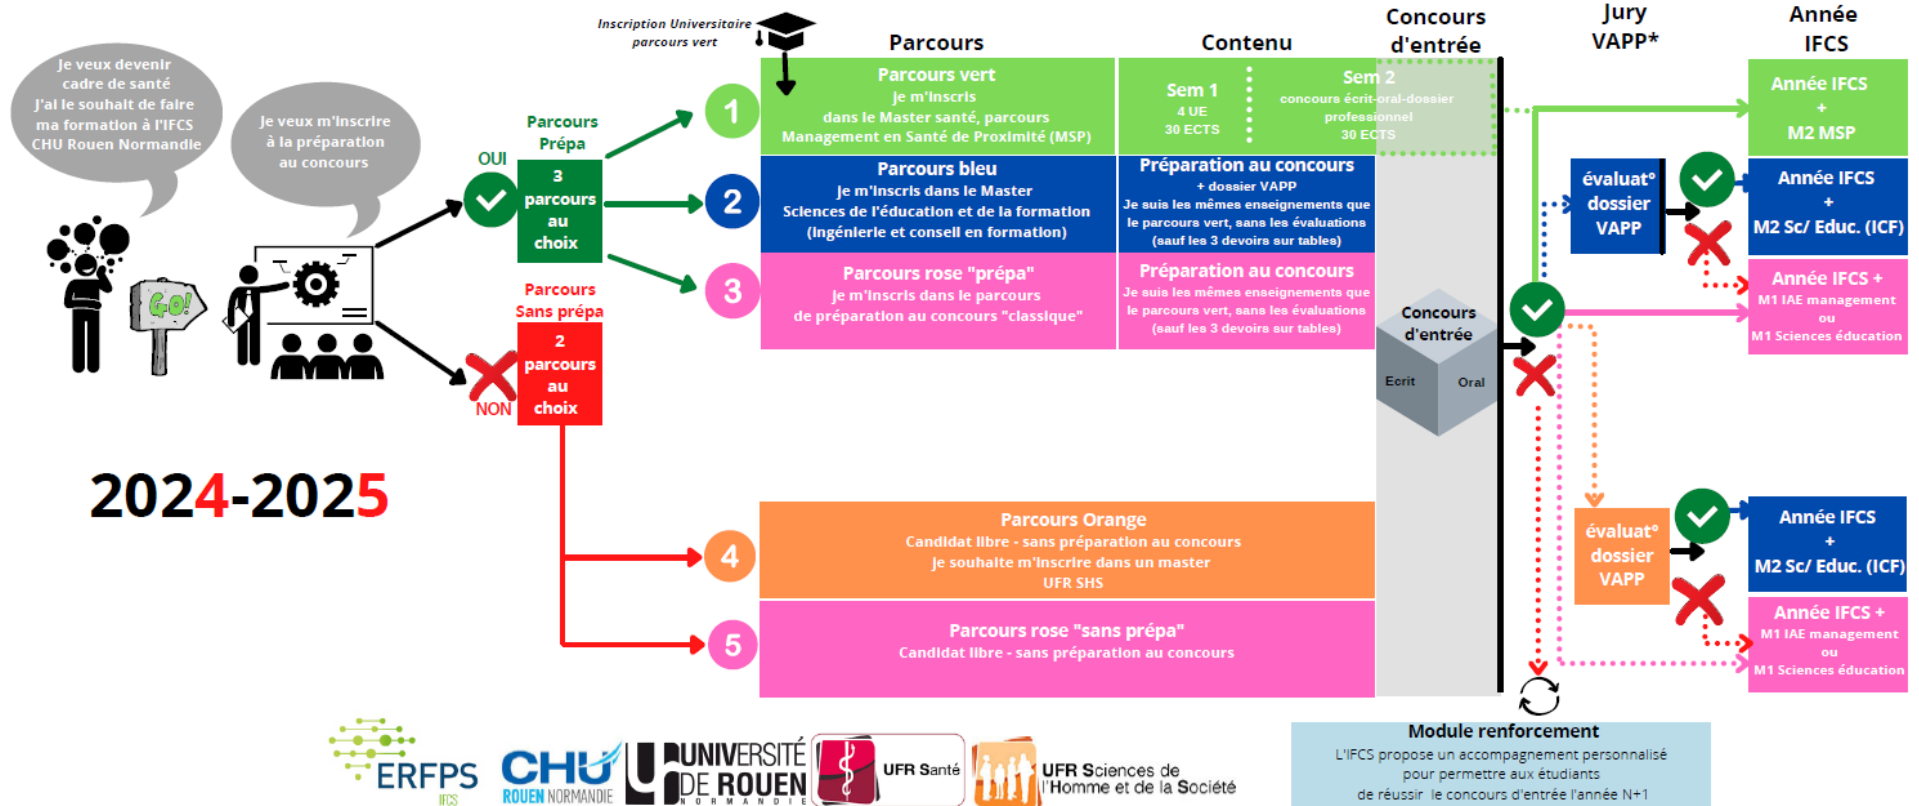 Je veux devenir
cadre de santé
J'ai le souhait de faire
ma formation à l'IFCS
CHU Rouen Normandie
Je veux m'inscrire
à la préparation
au concours
GO!
2024-2025
OUI
NON
Parcours
Prépa
3
parcours
au
choix
Parcours
Sans prépa
2
parcours
au
choix
Inscription Universitaire
parcours vert
Parcours
Contenu
Concours
d'entrée
Jury
VAPP*
Année
IFCS
1
Parcours vert
Je m'inscris
dans le Master santé, parcours
Management en Santé de Proximité (MSP)
Sem 1
4 UE
30 ECTS
Sem 2
concours écrit-oral-dossier
professionnel
30 ECTS
2
Parcours bleu
Je m'inscris dans le Master
Sciences de l'éducation et de la formation
(Ingénierie et conseil en formation)
Préparation au concours
+ dossier VAPP
Je suis les mêmes enseignements que
le parcours vert, sans les évaluations
(sauf les 3 devoirs sur tables)
3
Parcours rose "prépa"
Je m'inscris dans le parcours
de préparation au concours "classique"
Préparation au concours
Je suis les mêmes enseignements que
le parcours vert, sans les évaluations
(sauf les 3 devoirs sur tables)
4
Parcours Orange
Candidat libre - sans préparation au concours
Je souhaite m'inscrire dans un master
UFR SHS
5
Parcours rose "sans prépa"
Candidat libre - sans préparation au concours
Concours
d'entrée
Ecrit
Oral
évaluat°
dossier
VAPP
évaluat°
dossier
VAPP
Année IFCS
+
M2 MSP
Année IFCS
+
M2 Sc/ Educ. (ICF)
Année IFCS +
M1 IAE management
ou
M1 Sciences éducation
Année IFCS
+
M2 Sc/ Educ. (ICF)
Année IFCS +
M1 IAE management
ou
M1 Sciences éducation
Module renforcement
L'IFCS propose un accompagnement personnalisé
pour permettre aux étudiants
de réussir le concours d'entrée l'année N+1
ERFPS
IFCS
CHU
ROUEN NORMANDIE
UNIVERSITÉ
DE ROUEN
NORMANDIE
UFR Santé
UFR Sciences de
l'Homme et de la Société